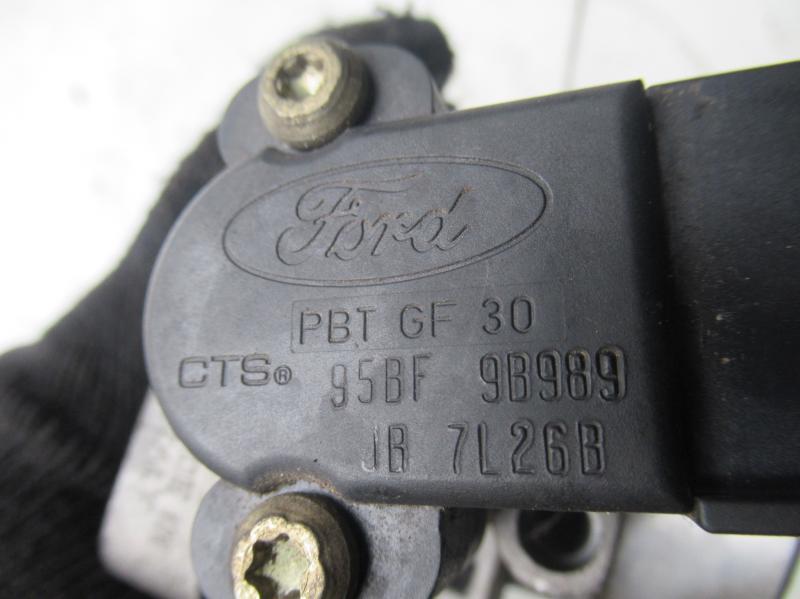 Ford
PBT GF 30
CTS® 95BF 9B989
JB 7L26B